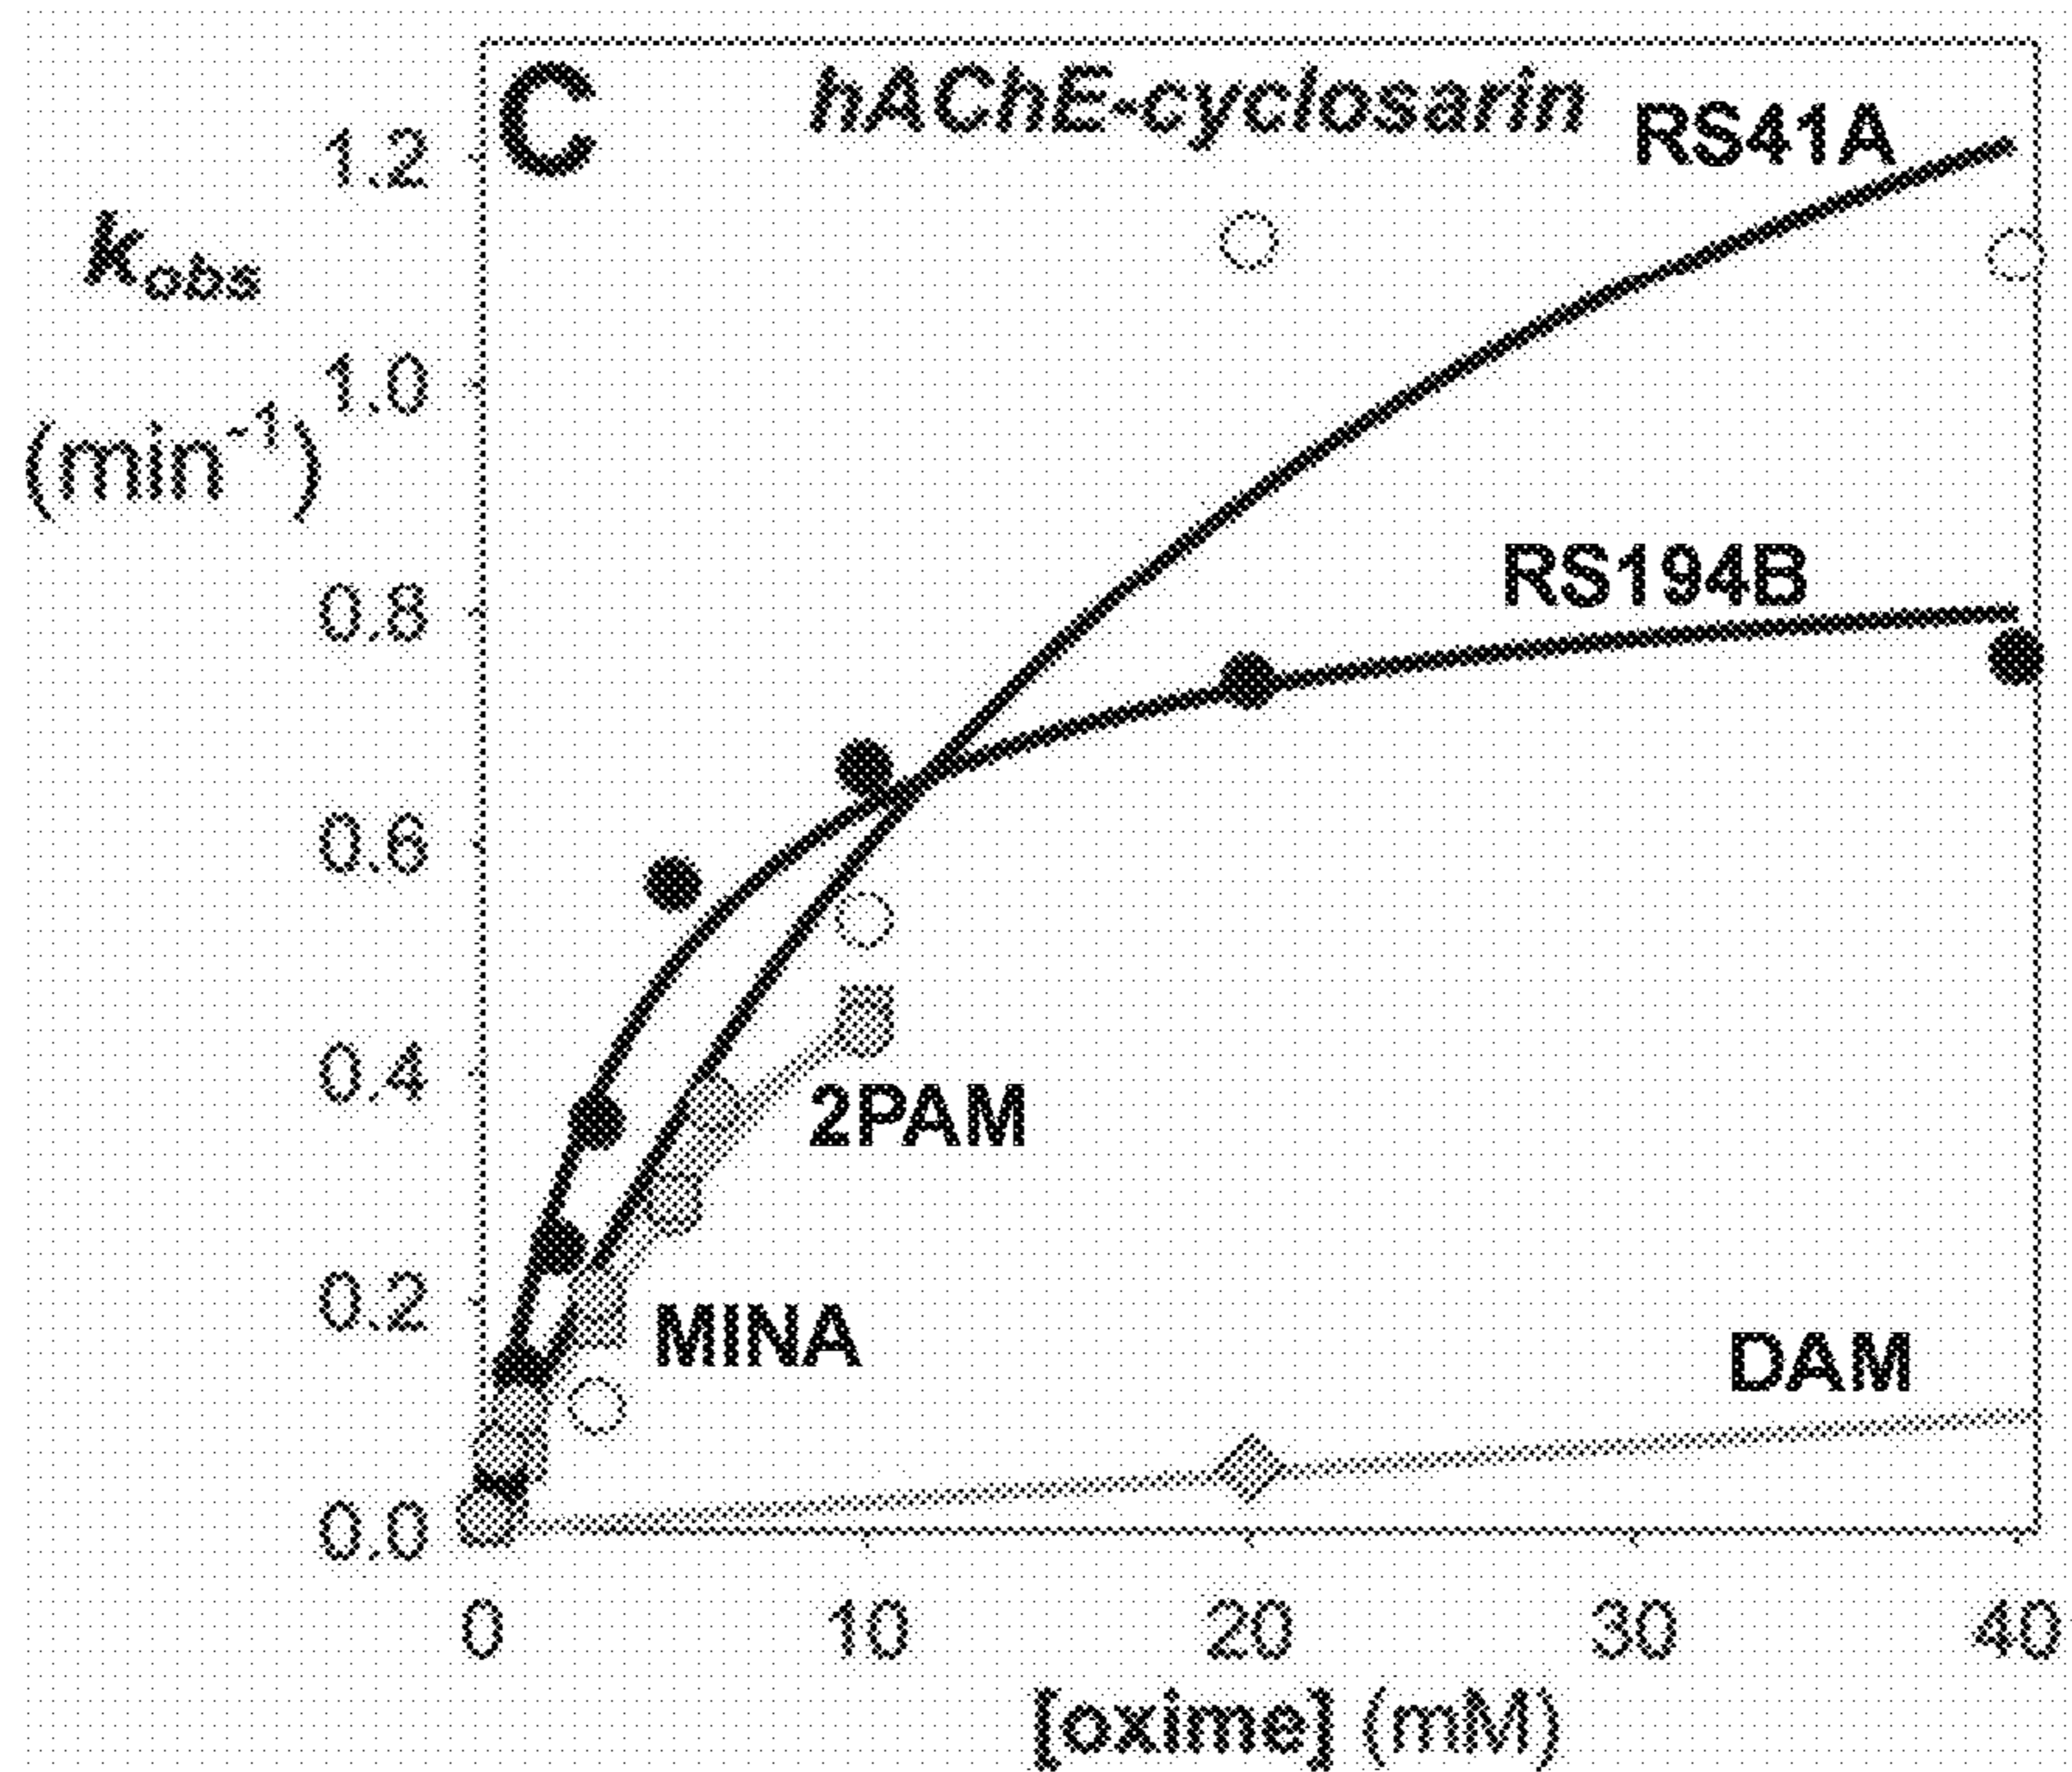 C
hAChE-cyclosarin
RS41A
1.2
kobs
1.0
(min-1)
RS194B
0.8
0.6
0.4
2PAM
0.2
MINA
DAM
0.0
0
10
20
30
40
[oxime] (mM)